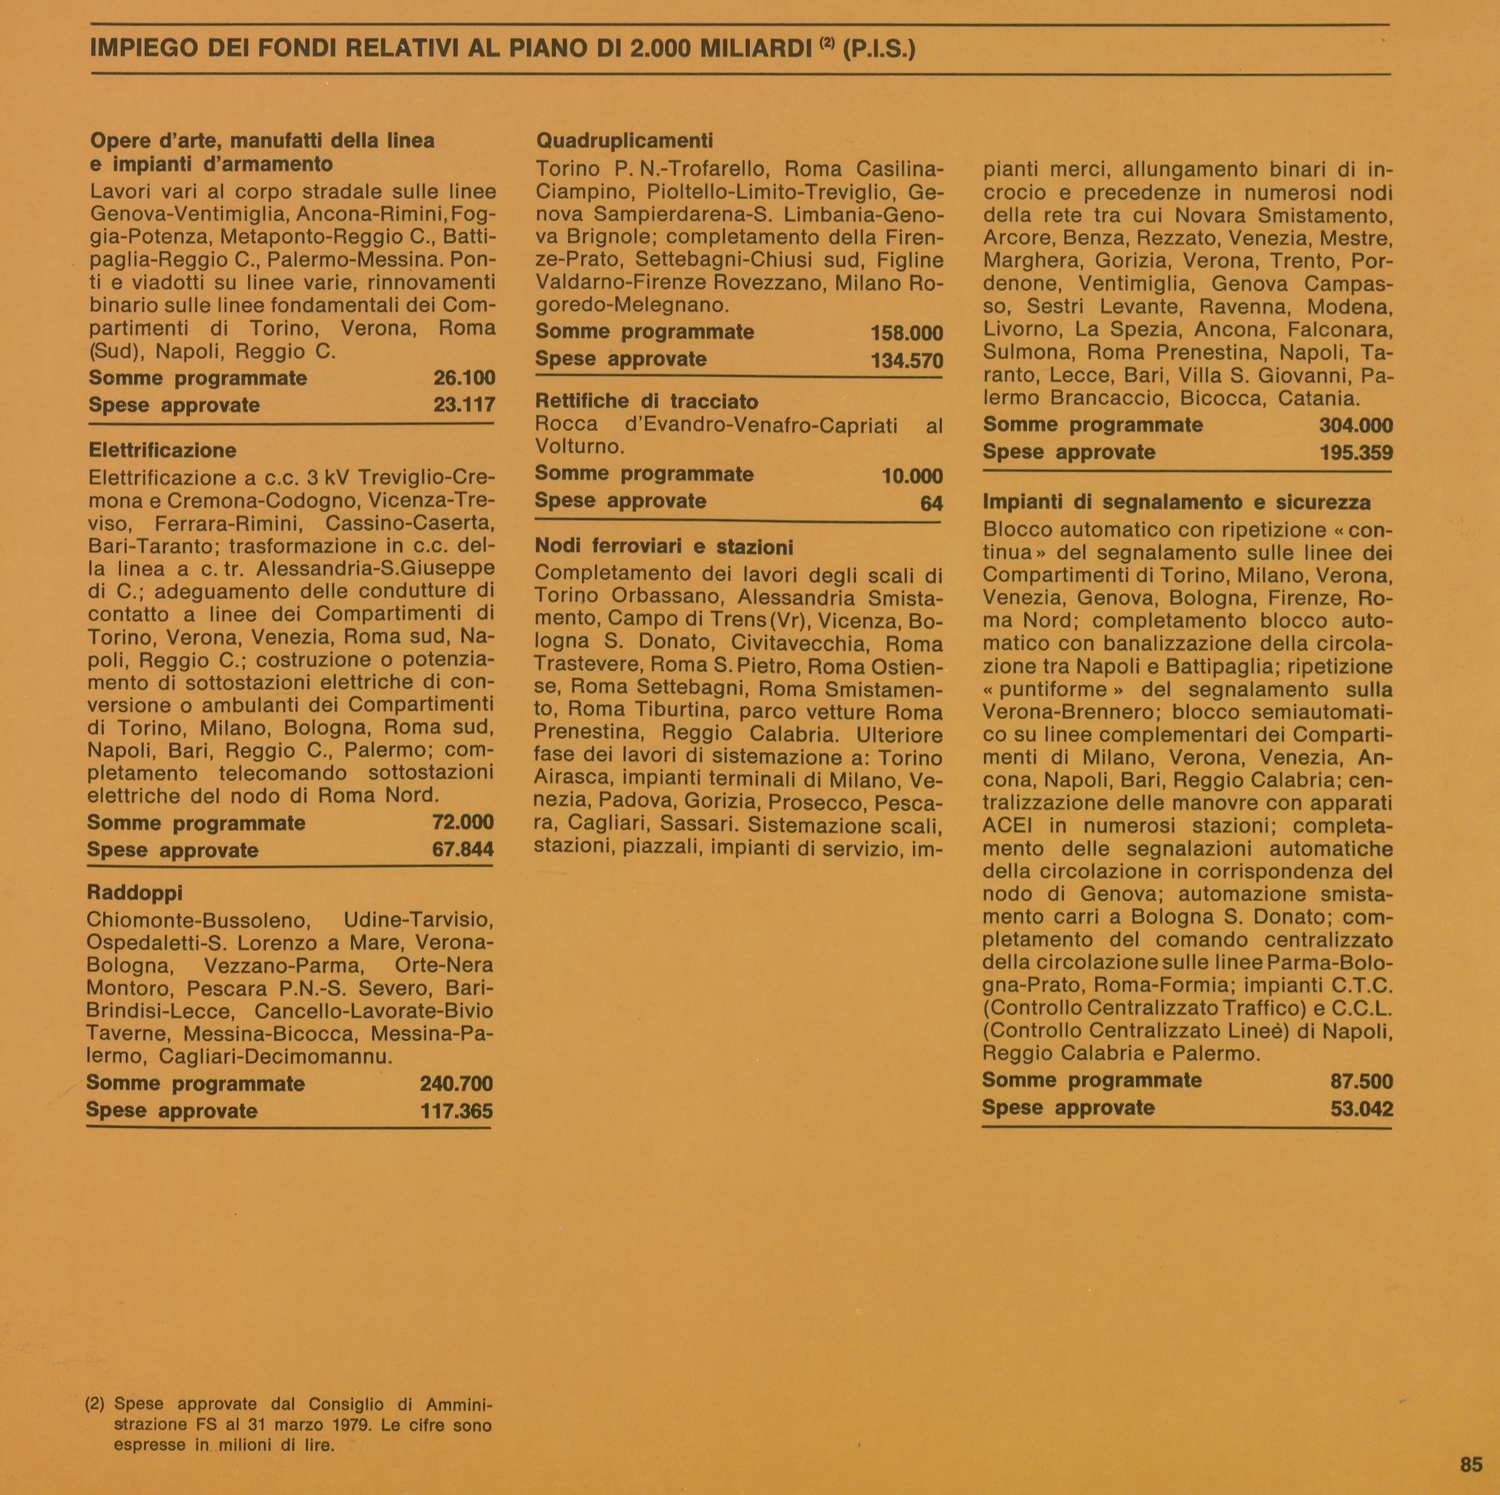 IMPIEGO DEI FONDI RELATIVI AL PIANO DI 2.000 MILIARDI (2) (P.I.S.)
Opere d'arte, manufatti della linea
e impianti d'armamento
Lavori vari al corpo stradale sulle linee
Genova-Ventimiglia, Ancona-Rimini, Fog-
gia-Potenza, Metaponto-Reggio C., Batti-
paglia-Reggio C., Palermo-Messina. Pon-
ti e viadotti su linee varie, rinnovamenti
binario sulle linee fondamentali dei Com-
partimenti di Torino, Verona, Roma
(Sud), Napoli, Reggio C.
Somme programmate 26.100
Spese approvate 23.117
Elettrificazione
Elettrificazione a c.c. 3 kV Treviglio-Cre-
mona e Cremona-Codogno, Vicenza-Tre-
viso, Ferrara-Rimini, Cassino-Caserta,
Bari-Taranto; trasformazione in c.c. del-
la linea a c. tr. Alessandria-S.Giuseppe
di C.; adeguamento delle condutture di
contatto a linee dei Compartimenti di
Torino, Verona, Venezia, Roma sud, Na-
poli, Reggio C.; costruzione o potenzia-
mento di sottostazioni elettriche di con-
versione o ambulanti dei Compartimenti
di Torino, Milano, Bologna, Roma sud,
Napoli, Bari, Reggio C., Palermo; com-
pletamento telecomando sottostazioni
elettriche del nodo di Roma Nord.
Somme programmate 72.000
Spese approvate 67.844
Raddoppi
Chiomonte-Bussoleno, Udine-Tarvisio,
Ospedaletti-S. Lorenzo a Mare, Verona-
Bologna, Vezzano-Parma, Orte-Nera
Montoro, Pescara P.N.-S. Severo, Bari-
Brindisi-Lecce, Cancello-Lavorate-Bivio
Taverne, Messina-Bicocca, Messina-Pa-
lermo, Cagliari-Decimomannu.
Somme programmate 240.700
Spese approvate 117.365
(2) Spese approvate dal Consiglio di Ammini-
strazione FS al 31 marzo 1979. Le cifre sono
espresse in milioni di lire.
Quadruplicamenti
Torino P. N.-Trofarello, Roma Casilina-
Ciampino, Pioltello-Limito-Treviglio, Ge-
nova Sampierdarena-S. Limbania-Geno-
va Brignole; completamento della Firen-
ze-Prato, Settebagni-Chiusi sud, Figline
Valdarno-Firenze Rovezzano, Milano Ro-
goredo-Melegnano.
Somme programmate 158.000
Spese approvate 134.570
Rettifiche di tracciato
Rocca d'Evandro-Venafro-Capriati al
Volturno.
Somme programmate 10.000
Spese approvate 64
Nodi ferroviari e stazioni
Completamento dei lavori degli scali di
Torino Orbassano, Alessandria Smista-
mento, Campo di Trens (Vr), Vicenza, Bo-
logna S. Donato, Civitavecchia, Roma
Trastevere, Roma S. Pietro, Roma Ostien-
se, Roma Settebagni, Roma Smistamen-
to, Roma Tiburtina, parco vetture Roma
Prenestina, Reggio Calabria. Ulteriore
fase dei lavori di sistemazione a: Torino
Airasca, impianti terminali di Milano, Ve-
nezia, Padova, Gorizia, Prosecco, Pesca-
ra, Cagliari, Sassari. Sistemazione scali,
stazioni, piazzali, impianti di servizio, im-
pianti merci, allungamento binari di in-
crocio e precedenze in numerosi nodi
della rete tra cui Novara Smistamento,
Arcore, Benza, Rezzato, Venezia, Mestre,
Marghera, Gorizia, Verona, Trento, Por-
denone, Ventimiglia, Genova Campas-
so, Sestri Levante, Ravenna, Modena,
Livorno, La Spezia, Ancona, Falconara,
Sulmona, Roma Prenestina, Napoli, Ta-
ranto, Lecce, Bari, Villa S. Giovanni, Pa-
lermo Brancaccio, Bicocca, Catania.
Somme programmate 304.000
Spese approvate 195.359
Impianti di segnalamento e sicurezza
Blocco automatico con ripetizione « con-
tinua » del segnalamento sulle linee dei
Compartimenti di Torino, Milano, Verona,
Venezia, Genova, Bologna, Firenze, Ro-
ma Nord; completamento blocco auto-
matico con banalizzazione della circola-
zione tra Napoli e Battipaglia; ripetizione
« puntiforme » del segnalamento sulla
Verona-Brennero; blocco semiautomati-
co su linee complementari dei Comparti-
menti di Milano, Verona, Venezia, An-
cona, Napoli, Bari, Reggio Calabria; cen-
tralizzazione delle manovre con apparati
ACEI in numerosi stazioni; completa-
mento delle segnalazioni automatiche
della circolazione in corrispondenza del
nodo di Genova; automazione smista-
mento carri a Bologna S. Donato; com-
pletamento del comando centralizzato
della circolazione sulle linee Parma-Bolo-
gna-Prato, Roma-Formia; impianti C.T.C.
(Controllo Centralizzato Traffico) e C.C.L.
(Controllo Centralizzato Lineé) di Napoli,
Reggio Calabria e Palermo.
Somme programmate 87.500
Spese approvate 53.042
85